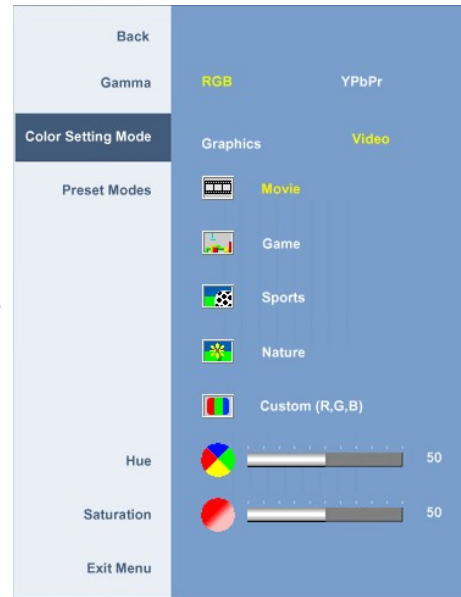 Back
Gamma RGB YPbPr
Color Setting Mode Graphics Video
Preset Modes Movie
Game
Sports
Nature
Custom (R,G,B)
Hue 50
Saturation 50
Exit Menu